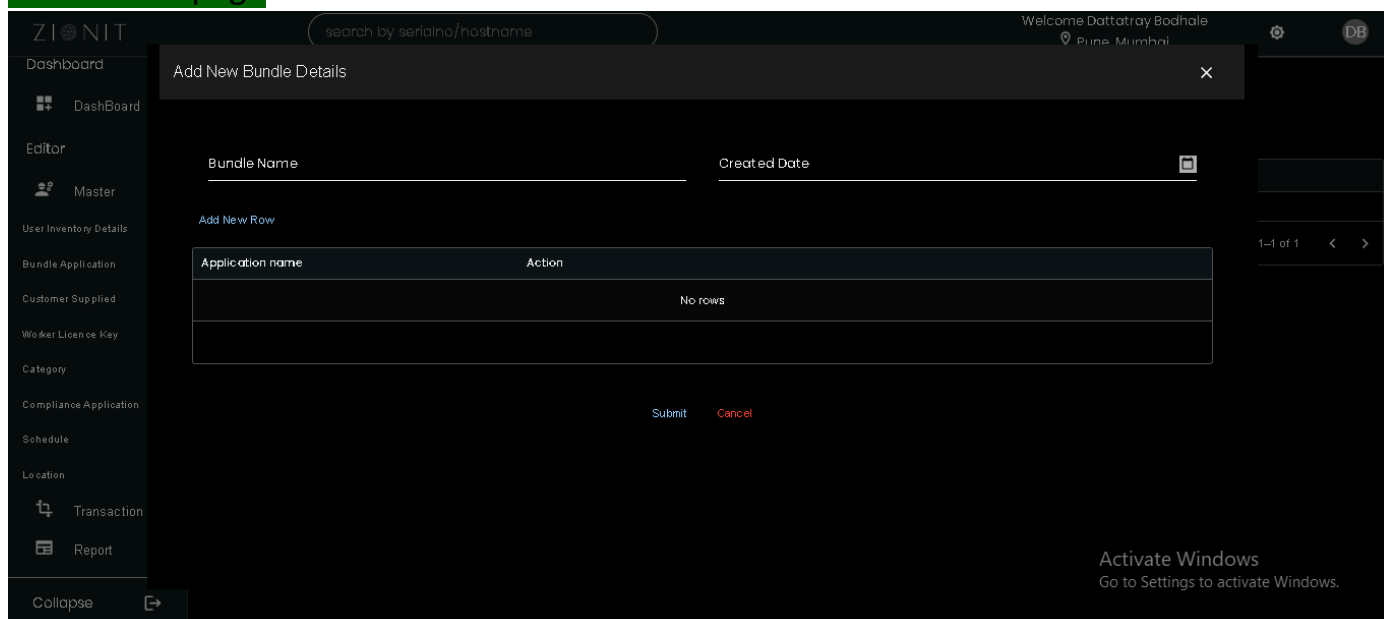 ZIONIT
search by serialno/hostname
Welcome Dattatray Bodhale
Pune, Mumbai
DB
Dashboard
Add New Bundle Details
DashBoard
Editor
Bundle Name
Created Date
Master
Add New Row
User Inventory Details
1–1 of 1
Bundle Application
Application name
Action
Customer Supplied
No rows
Worker Licence Key
Category
Compliance Application
Submit
Cancel
Schedule
Location
Transaction
Report
Activate Windows
Go to Settings to activate Windows.
Collapse